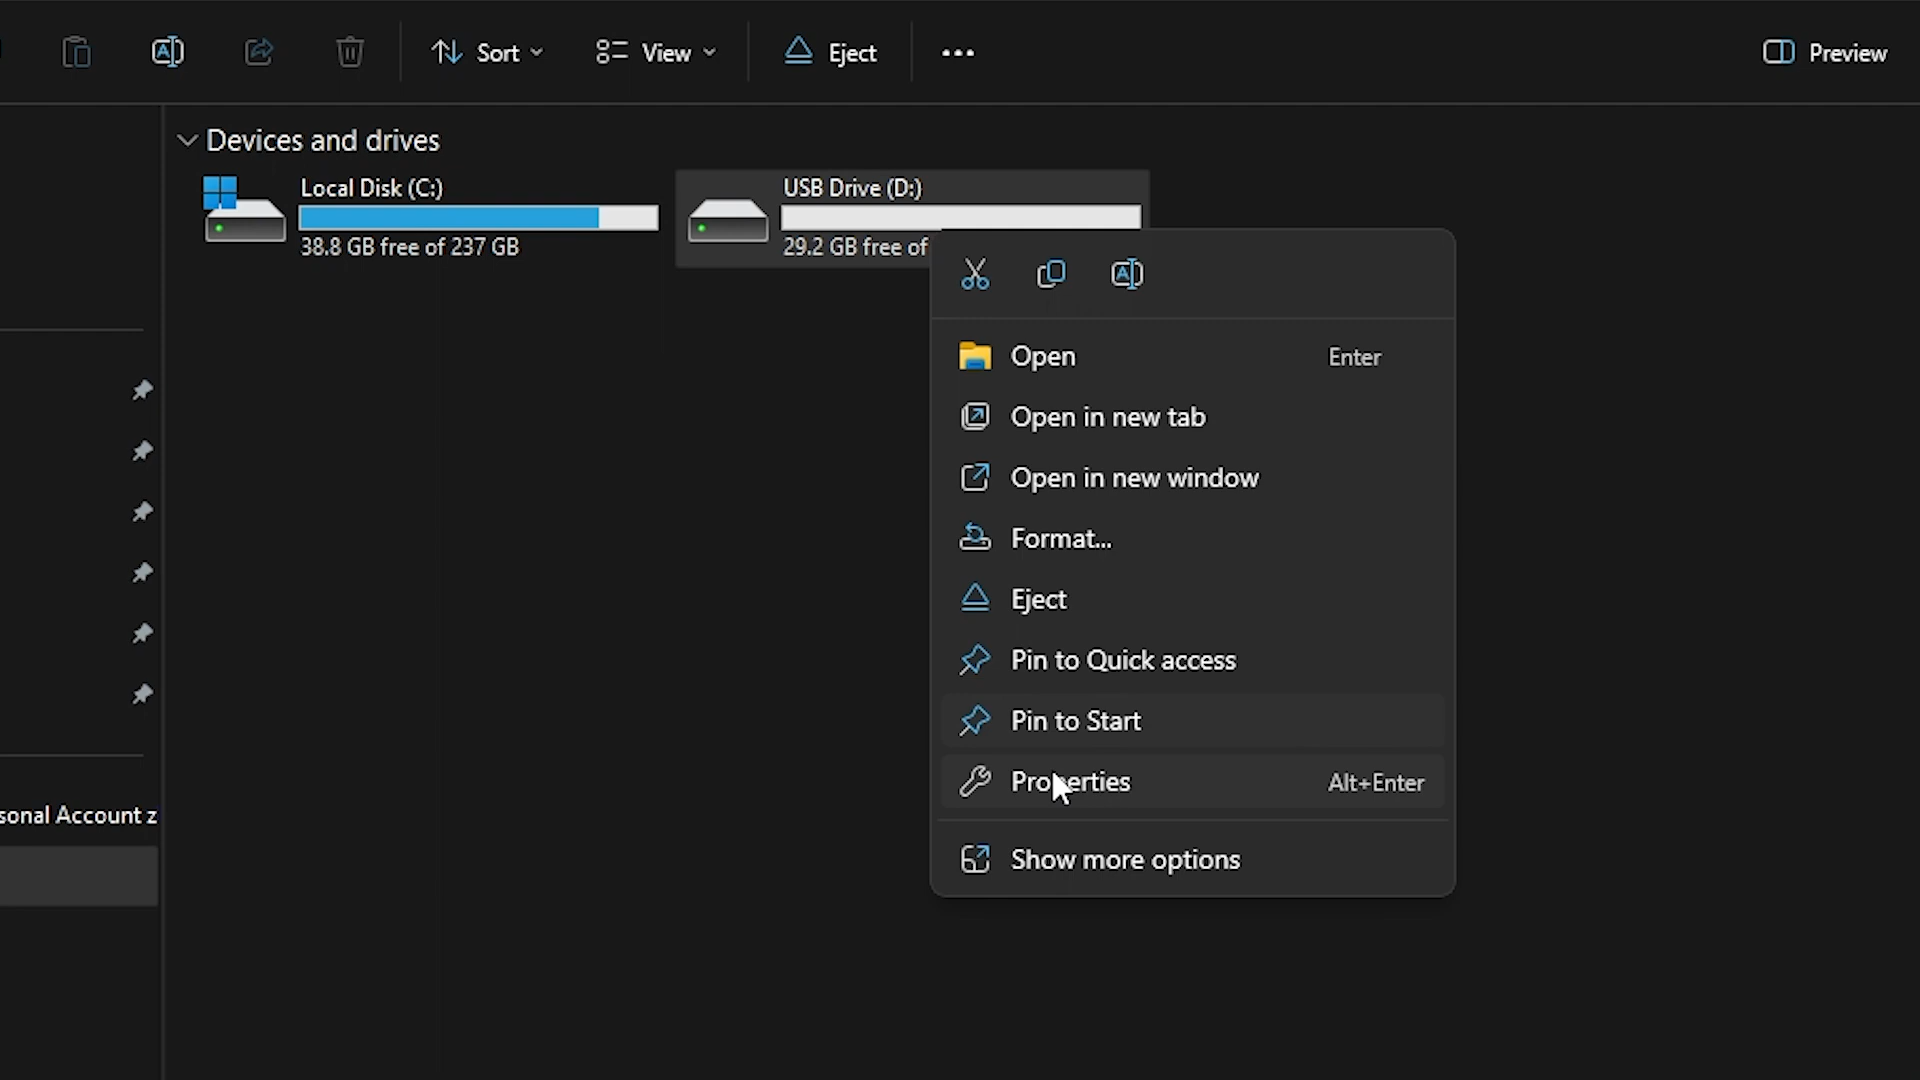 Sort
View
Eject
Preview
Devices and drives
Local Disk (C:)
38.8 GB free of 237 GB
USB Drive (D:)
29.2 GB free of
Open Enter
Open in new tab
Open in new window
Format...
Eject
Pin to Quick access
Pin to Start
Properties Alt+Enter
Show more options
sonal Account z